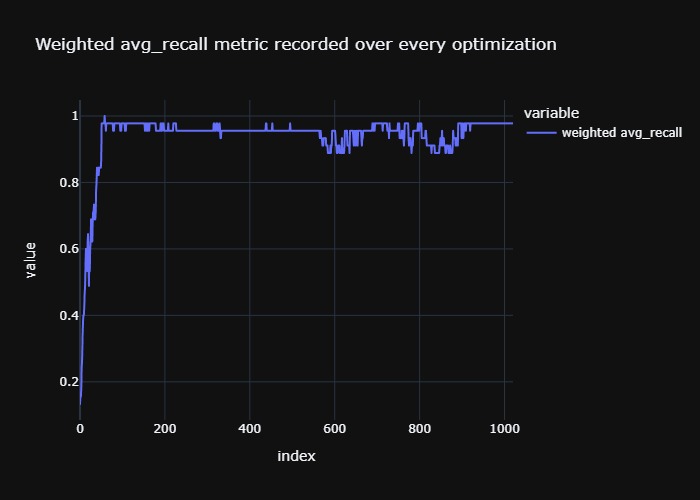 Weighted avg_recall metric recorded over every optimization
variable
weighted avg_recall
1
0.8
0.6
0.4
0.2
value
0
200
400
600
800
1000
index